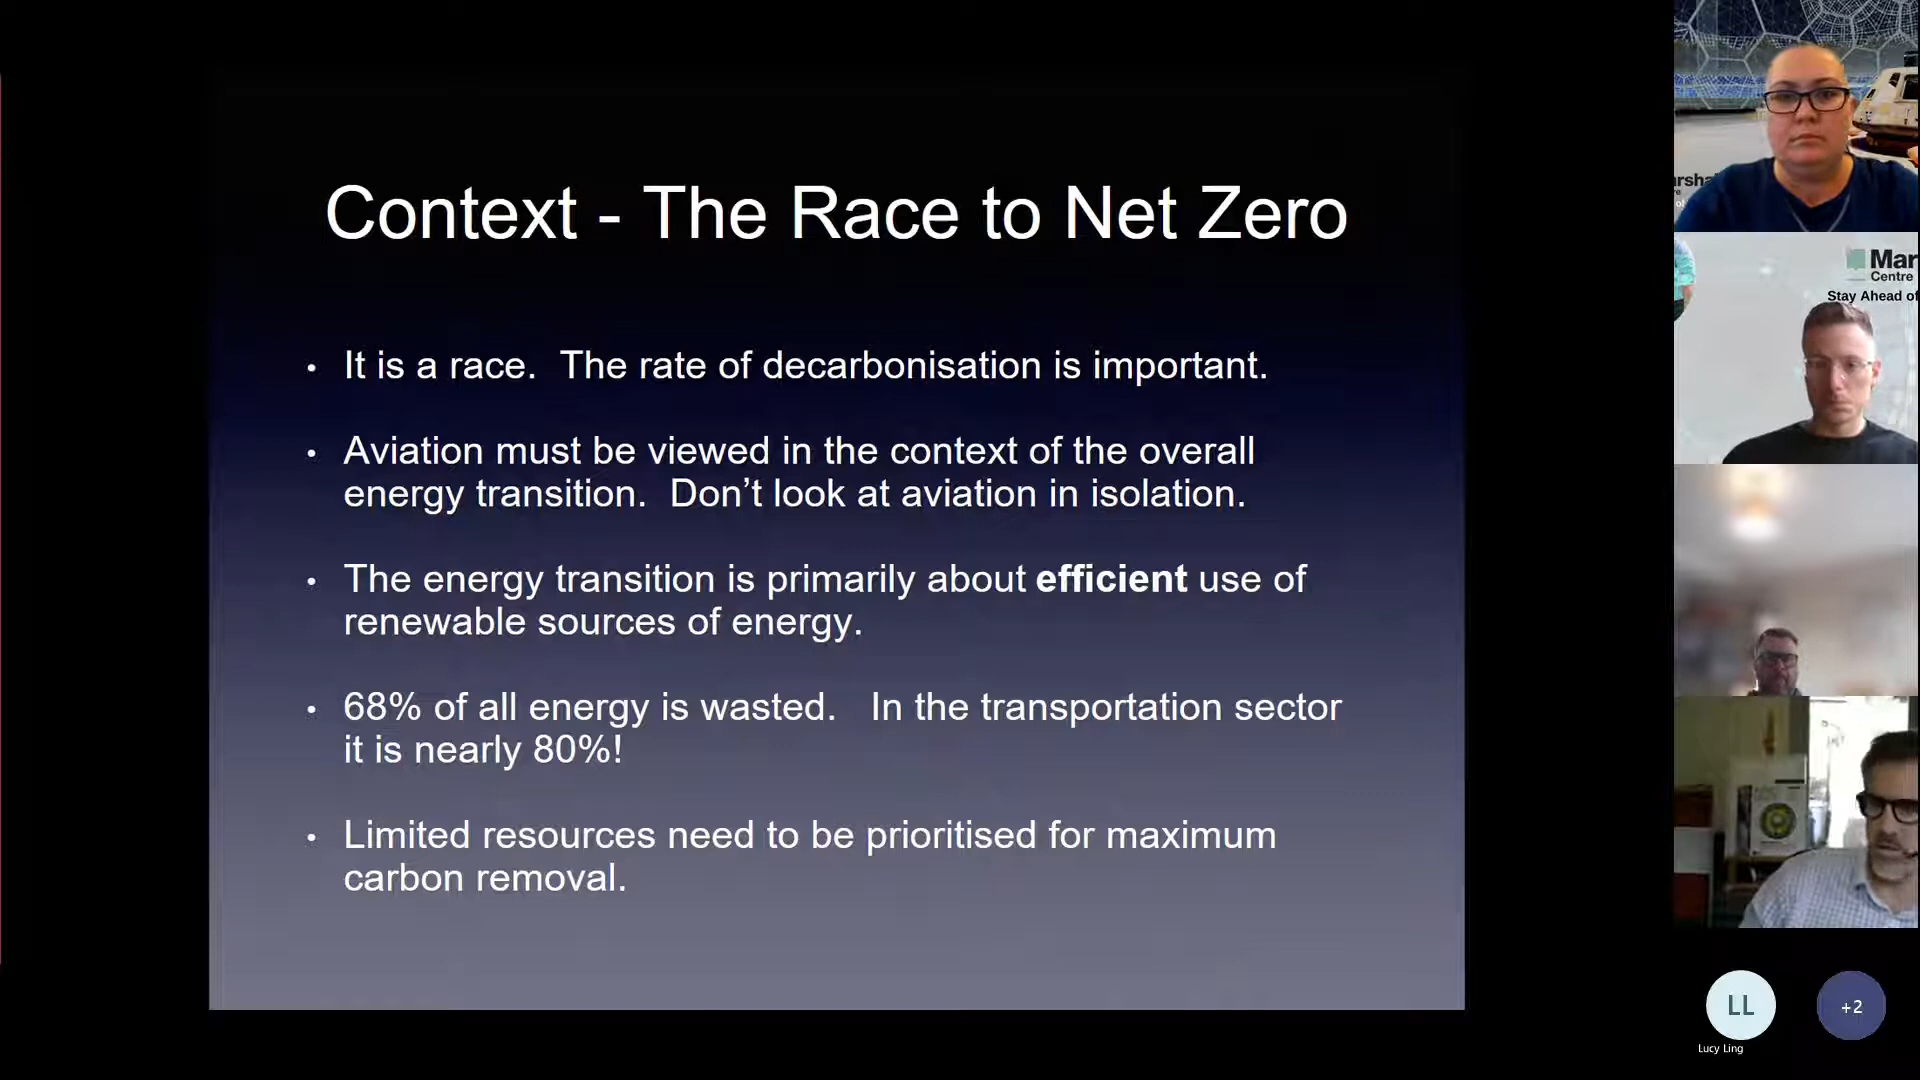 Context - The Race to Net Zero
• It is a race. The rate of decarbonisation is important.
• Aviation must be viewed in the context of the overall
energy transition. Don’t look at aviation in isolation.
• The energy transition is primarily about efficient use of
renewable sources of energy.
• 68% of all energy is wasted. In the transportation sector
it is nearly 80%!
• Limited resources need to be prioritised for maximum
carbon removal.
Mar
Centre
Stay Ahead of
LL
+2
Lucy Ling